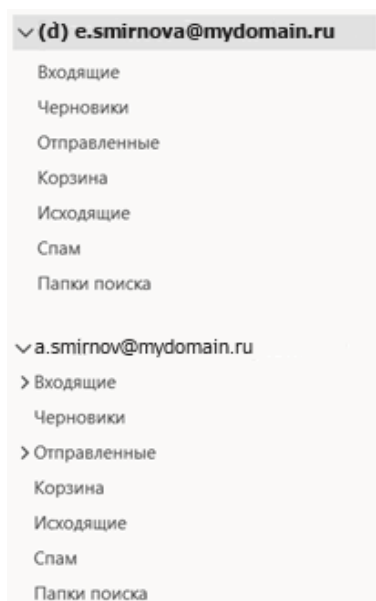 (d) e.smirnova@mydomain.ru
Входящие
Черновики
Отправленные
Корзина
Исходящие
Спам
Папки поиска
a.smirnov@mydomain.ru
Входящие
Черновики
Отправленные
Корзина
Исходящие
Спам
Папки поиска